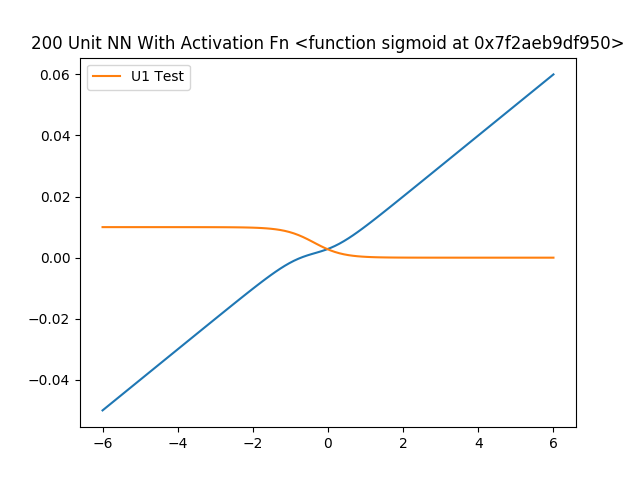 200 Unit NN With Activation Fn <function sigmoid at 0x7f2aeb9df950>
U1 Test
0.06
0.04
0.02
0.00
−0.02
−0.04
−6 −4 −2 0 2 4 6